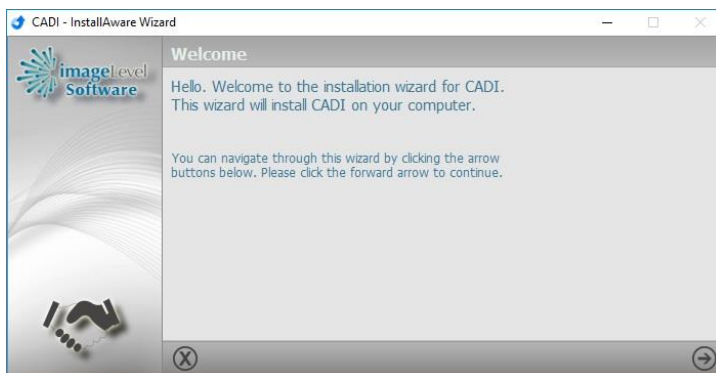 CADI - InstallAware Wizard
imageLevel
Software
Welcome
Hello. Welcome to the installation wizard for CADI.
This wizard will install CADI on your computer.
You can navigate through this wizard by clicking the arrow
buttons below. Please click the forward arrow to continue.